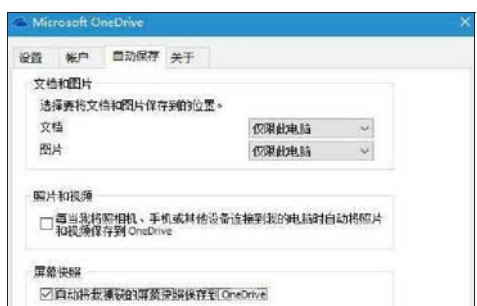 Microsoft OneDrive
设置 帐户 自动保存 关于
文档和图片
选择要将文档和图片保存到的位置。
文档 仅限此电脑
图片 仅限此电脑
照片和视频
每当我将照相机、手机或其他设备连接到我的电脑时自动将照片
和视频保存到 OneDrive
屏幕快照
自动将我捕获的屏幕快照保存到 OneDrive